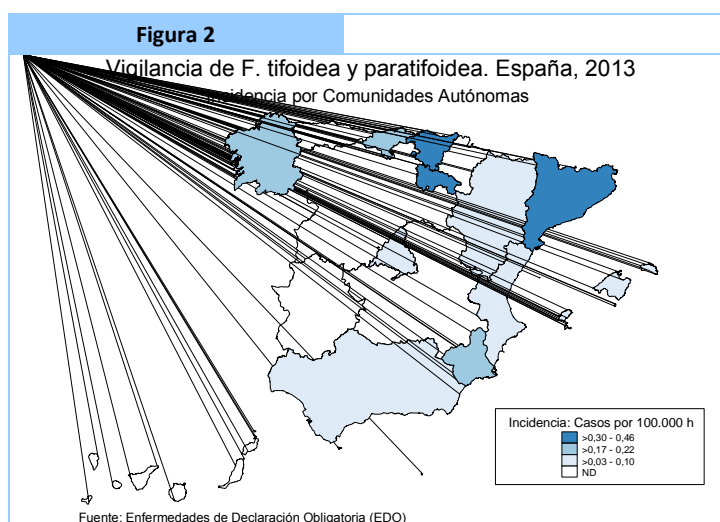 Figura 2
Vigilancia de F. tifoidea y paratifoidea. España, 2013
Incidencia por Comunidades Autónomas
Incidencia: Casos por 100.000 h
>0,30 - 0,46
>0,17 - 0,22
>0,03 - 0,10
ND
Fuente: Enfermedades de Declaración Obligatoria (EDO)